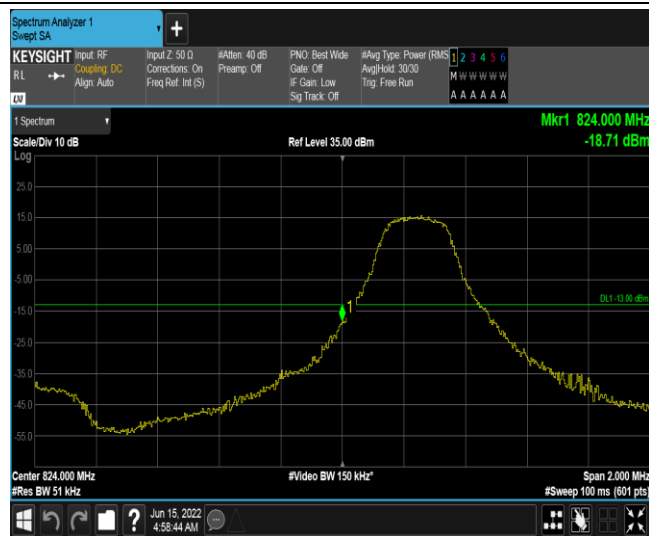 Spectrum Analyzer 1
Swept SA
+
KEYSIGHT
RL
LXI
Input: RF
Coupling: DC
Align: Auto
Input Z: 50 Ω
Corrections: On
Freq Ref: Int (S)
#Atten: 40 dB
Preamp: Off
PNO: Best Wide
Gate: Off
IF Gain: Low
Sig Track: Off
#Avg Type: Power (RMS
Avg|Hold: 30/30
Trig: Free Run
1 2 3 4 5 6
M W W W W W
A A A A A A
1 Spectrum
Mkr1 824.000 MHz
Scale/Div 10 dB
Ref Level 35.00 dBm
-18.71 dBm
Log
25.0
15.0
5.00
-5.00
1
DL1 -13.00 dBm
-15.0
-25.0
-35.0
-45.0
-55.0
Center 824.000 MHz
#Video BW 150 kHz*
Span 2.000 MHz
#Res BW 51 kHz
#Sweep 100 ms (601 pts)
?
Jun 15, 2022
4:58:44 AM